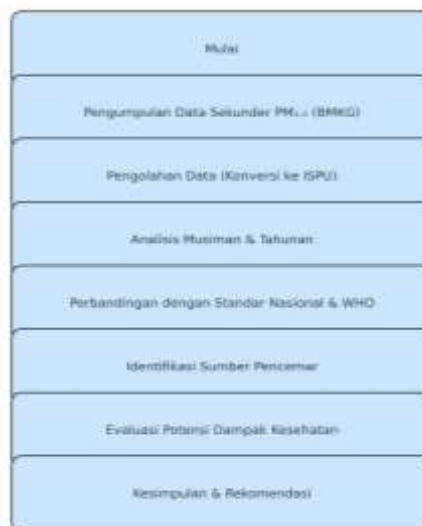 Mulai
Pengumpulan Data Sekunder PM₂.₅ (BMKG)
Pengolahan Data (Konversi ke ISPU)
Analisis Musiman & Tahunan
Perbandingan dengan Standar Nasional & WHO
Identifikasi Sumber Pencemar
Evaluasi Potensi Dampak Kesehatan
Kesimpulan & Rekomendasi